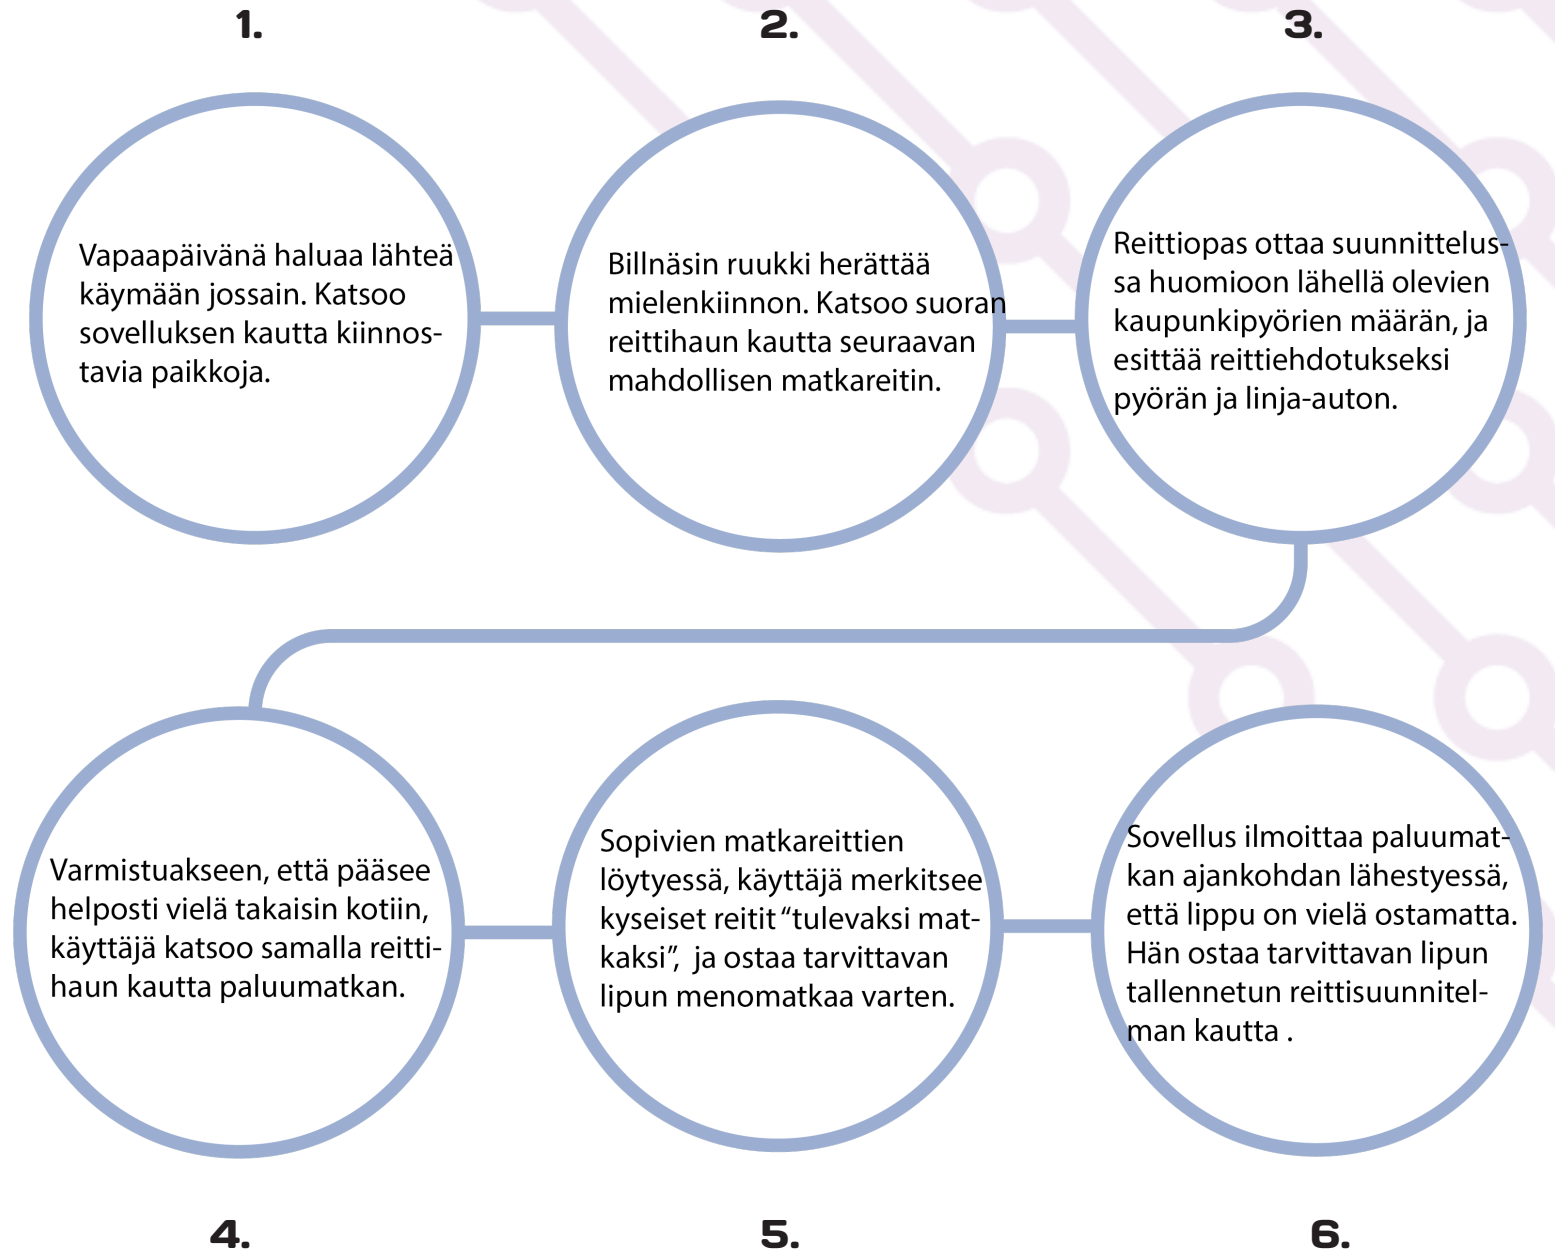 1.
2.
3.
Vapaapäivänä haluaa lähteä
käymään jossain. Katsoo
sovelluksen kautta kiinnos-
tavia paikkoja.
Billnäsin ruukki herättää
mielenkiinnon. Katsoo suoran
reittihaun kautta seuraavan
mahdollisen matkareitin.
Reittiopas ottaa suunnittelus-
sa huomioon lähellä olevien
kaupunkipyörien määrän, ja
esittää reittiehdotukseksi
pyörän ja linja-auton.
Varmistuakseen, että pääsee
helposti vielä takaisin kotiin,
käyttäjä katsoo samalla reitti-
haun kautta paluumatkan.
Sopivien matkareittien
löytyessä, käyttäjä merkitsee
kyseiset reitit “tulevaksi mat-
kaksi”,  ja ostaa tarvittavan
lipun menomatkaa varten.
Sovellus ilmoittaa paluumat-
kan ajankohdan lähestyessä,
että lippu on vielä ostamatta.
Hän ostaa tarvittavan lipun
tallennetun reittisuunnitel-
man kautta .
4.
5.
6.